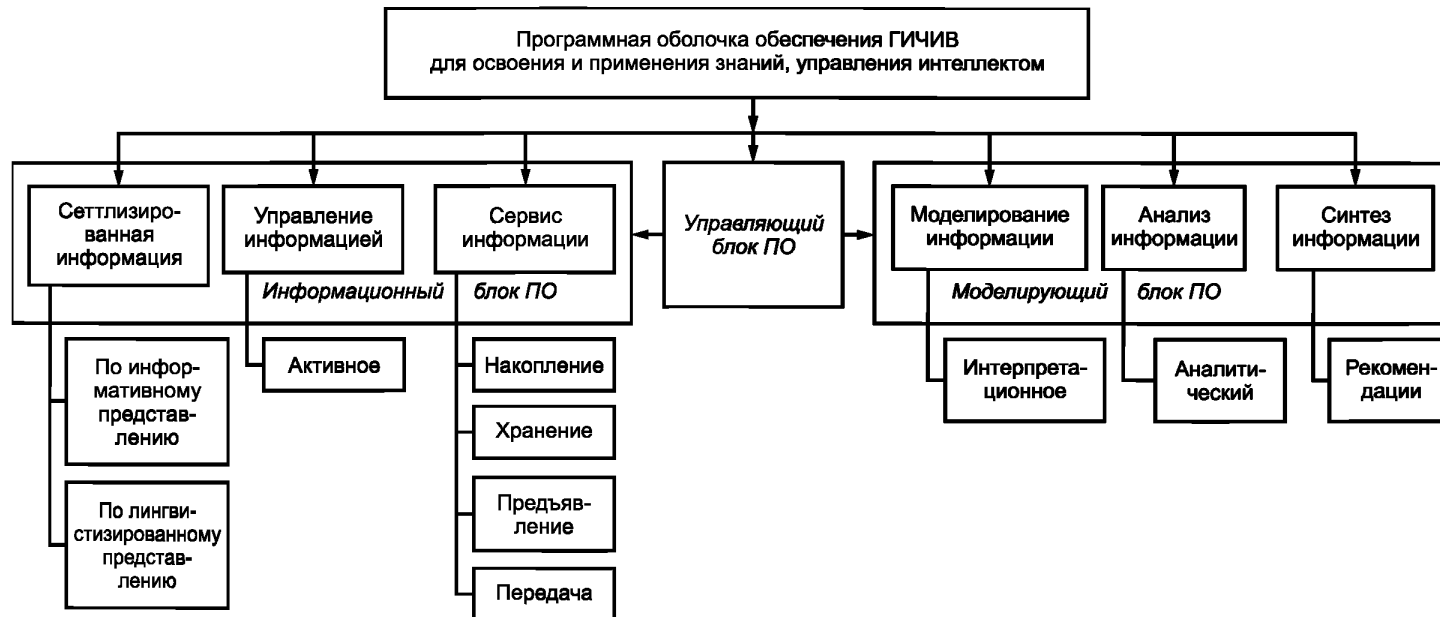 Программная оболочка обеспечения ГИЧИВ
для освоения и применения знаний, управления интеллектом
Сеттлизиро-
ванная
информация
Управление
информацией
Сервис
информации
Информационный блок ПО
Управляющий
блок ПО
Моделирование
информации
Анализ
информации
Синтез
информации
Моделирующий блок ПО
По инфор-
мативному
представ-
лению
По лингви-
стизированному
представ-
лению
Активное
Накопление
Хранение
Предъяв-
ление
Передача
Интерпрета-
ционное
Аналити-
ческий
Рекомен-
дации